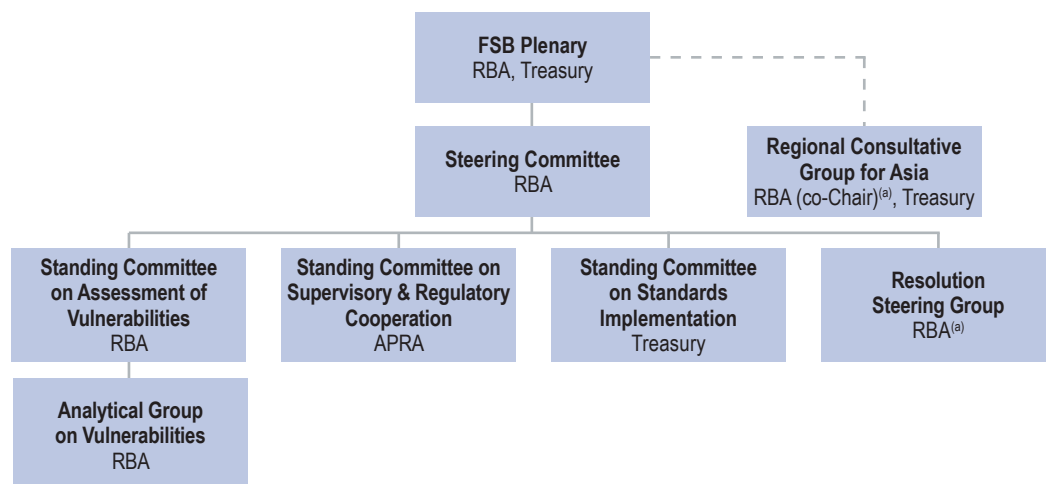 FSB Plenary
RBA, Treasury
Steering Committee
RBA
Regional Consultative
Group for Asia
RBA (co-Chair)(a), Treasury
Standing Committee
on Assessment of
Vulnerabilities
RBA
Standing Committee on
Supervisory & Regulatory
Cooperation
APRA
Standing Committee
on Standards
Implementation
Treasury
Resolution
Steering Group
RBA(a)
Analytical Group
on Vulnerabilities
RBA